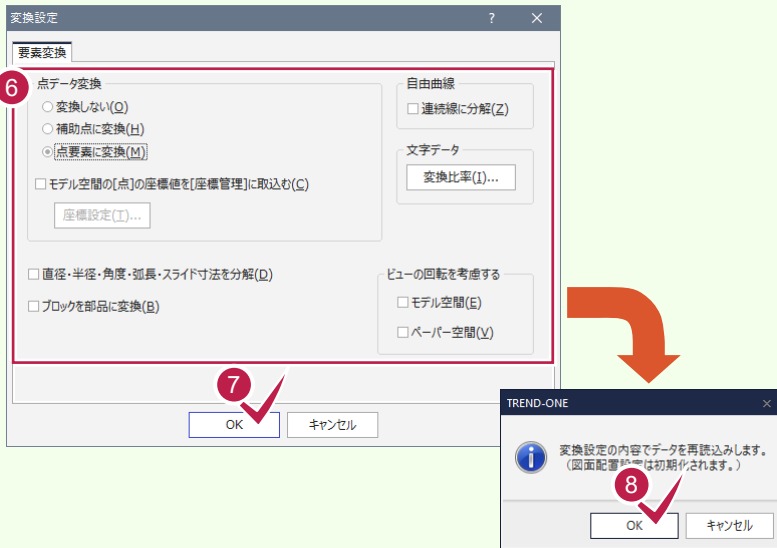 変換設定
? ×
要素変換
6
点データ変換
変換しない(O)
補助点に変換(H)
点要素に変換(M)
モデル空間の[点]の座標値を[座標管理]に取込む(C)
座標設定(T)...
自由曲線
連続線に分解(Z)
文字データ
変換比率(I)...
直径・半径・角度・弧長・スライド寸法を分解(D)
ブロックを部品に変換(B)
ビューの回転を考慮する
モデル空間(E)
ペーパー空間(V)
7
OK
キャンセル
TREND-ONE
×
変換設定の内容でデータを再読込みします。
(図面配置設定は初期化されます。)
8
OK
キャンセル